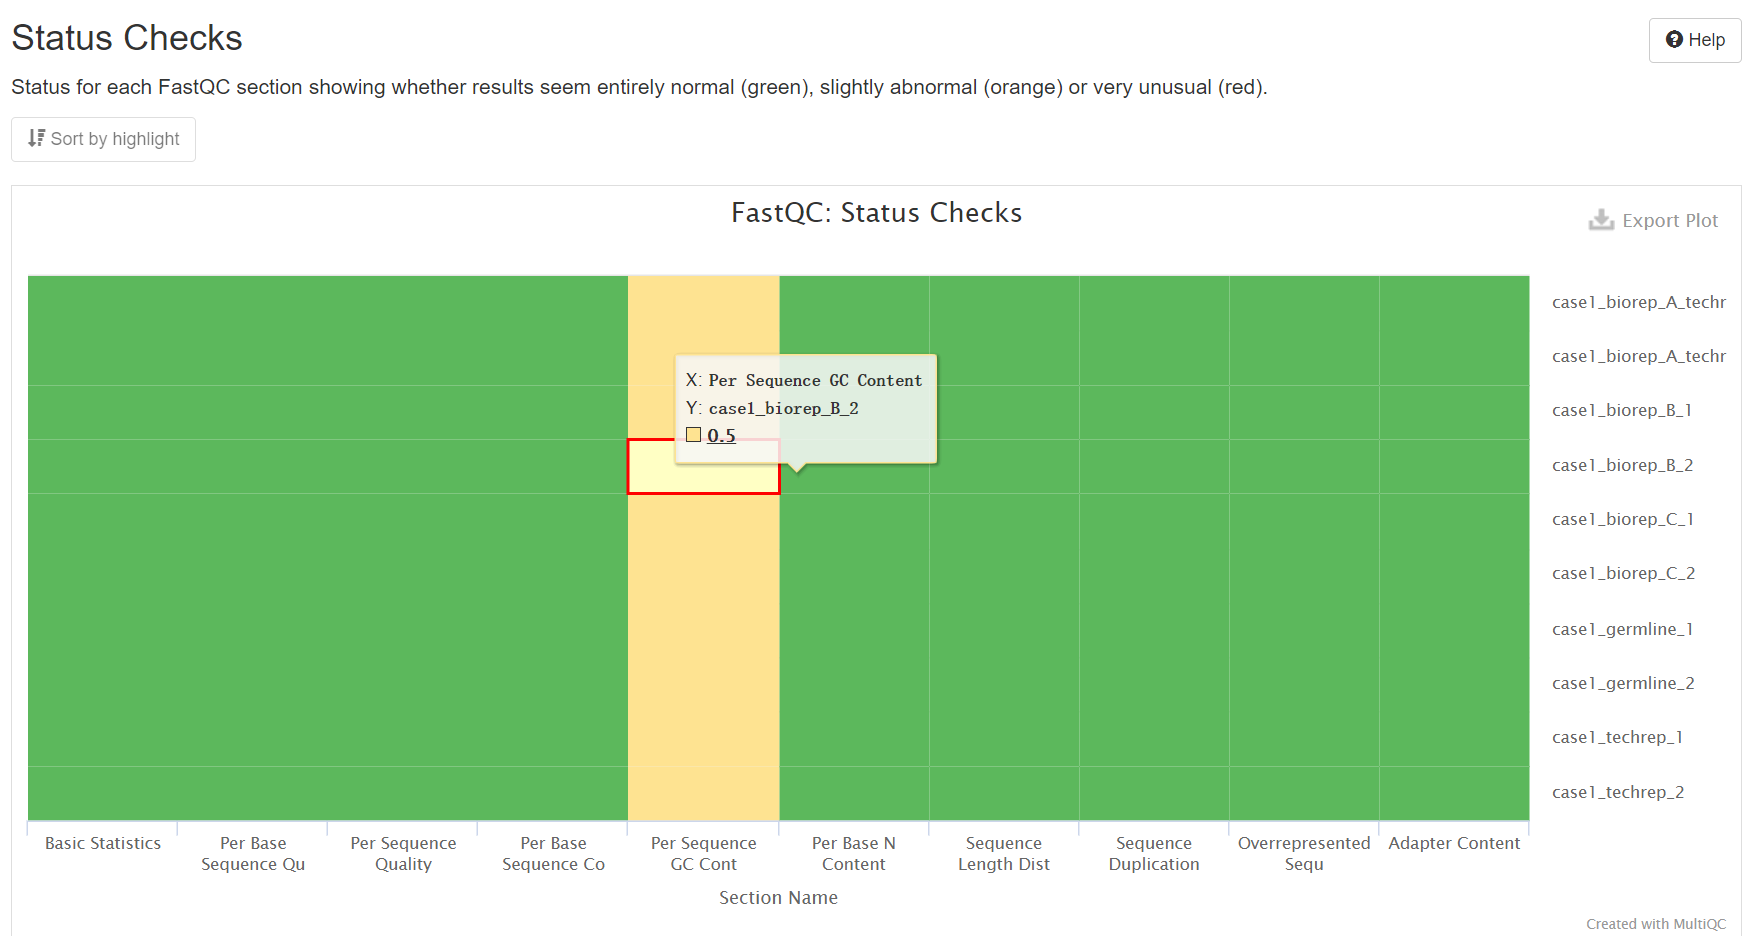 Status Checks
Help
Status for each FastQC section showing whether results seem entirely normal (green), slightly abnormal (orange) or very unusual (red).
Sort by highlight
FastQC: Status Checks
Export Plot
case1_biorep_A_techr
case1_biorep_A_techr
case1_biorep_B_1
case1_biorep_B_2
case1_biorep_C_1
case1_biorep_C_2
case1_germline_1
case1_germline_2
case1_techrep_1
case1_techrep_2
X: Per Sequence GC Content
Y: case1_biorep_B_2
0.5
Basic Statistics
Per Base
Sequence Qu
Per Sequence
Quality
Per Base
Sequence Co
Per Sequence
GC Cont
Per Base N
Content
Sequence
Length Dist
Sequence
Duplication
Overrepresented
Sequ
Adapter Content
Section Name
Created with MultiQC